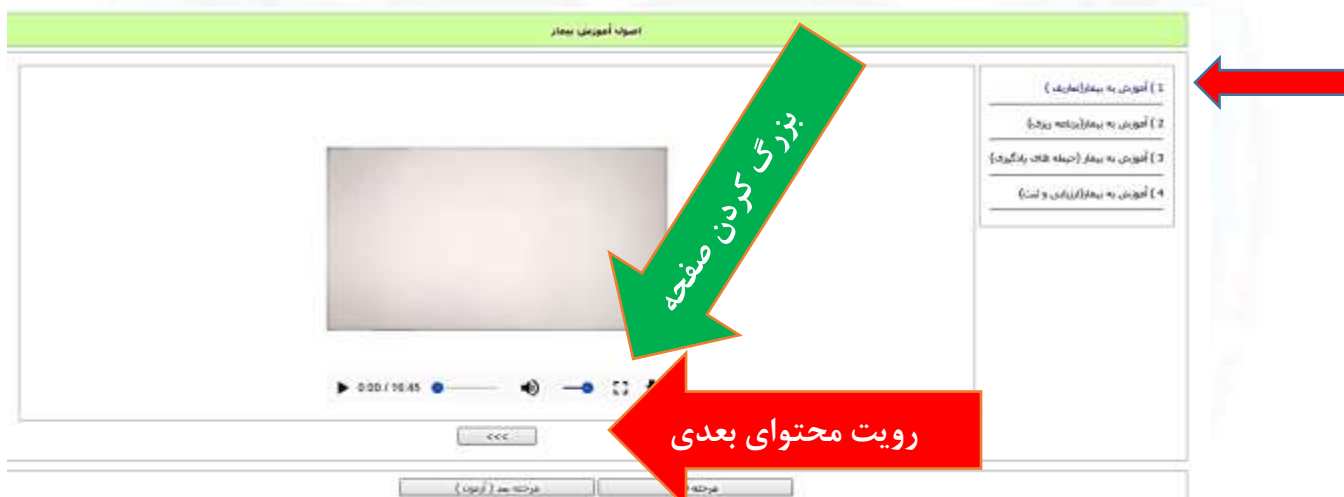 اصول آموزش بیمار
1 ) آموزش به بیمار(تعاریف )
2 ) آموزش به بیمار(برنامه ریزی)
3 ) آموزش به بیمار (حیطه های یادگیری)
4 ) آموزش به بیمار(ارزیابی و ثبت)
بزرگ کردن صفحه
0:00 / 16:45
رویت محتوای بعدی
<<<
مرحله
مرحله بعد ( آزمون )